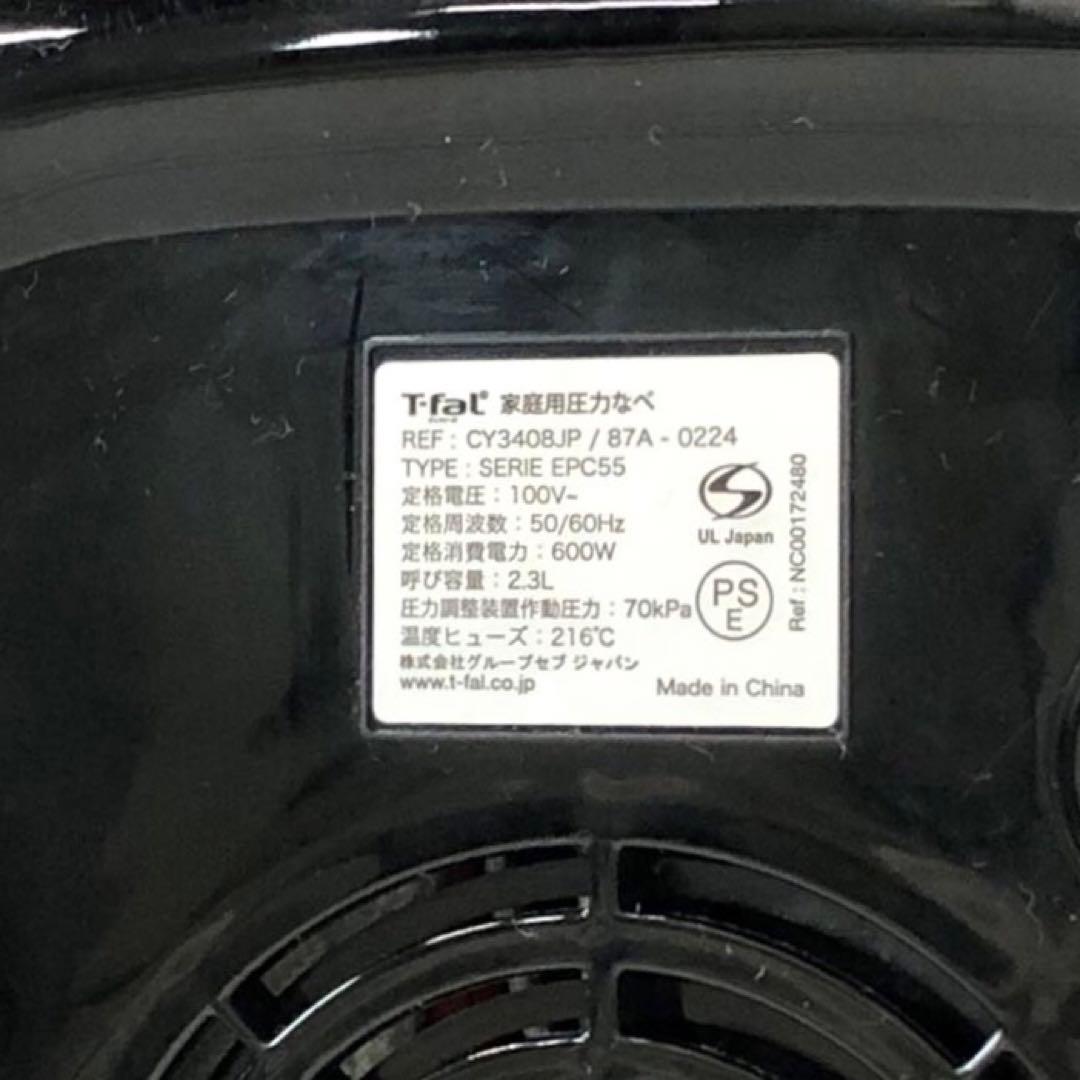 T-fal 家庭用圧力なべ
REF : CY3408JP / 87A - 0224
TYPE : SERIE EPC55
定格電圧 : 100V~
定格周波数 : 50/60Hz
定格消費電力 : 600W
呼び容量 : 2.3L
圧力調整装置作動圧力 : 70kPa
温度ヒューズ : 216℃
株式会社グループセブ ジャパン
www.t-fal.co.jp
S
UL Japan
PS
E
Ref : NC00172480
Made in China